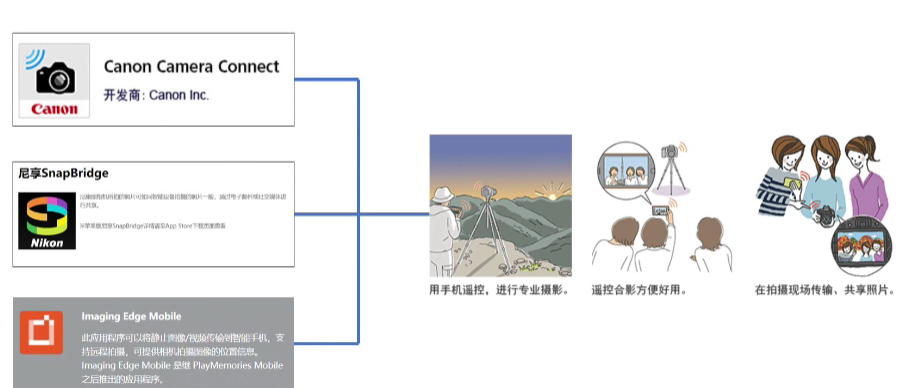 Canon Camera Connect
开发商: Canon Inc.
Canon
尼享SnapBridge
Nikon
Imaging Edge Mobile
此应用程序可以将静止图像/视频传输到智能手机，支
持远程拍摄，可提供相机拍摄图像的位置信息。
Imaging Edge Mobile 是继 PlayMemories Mobile
之后推出的应用程序。
用手机遥控，进行专业摄影。
遥控合影方便好用。
在拍摄现场传输、共享照片。